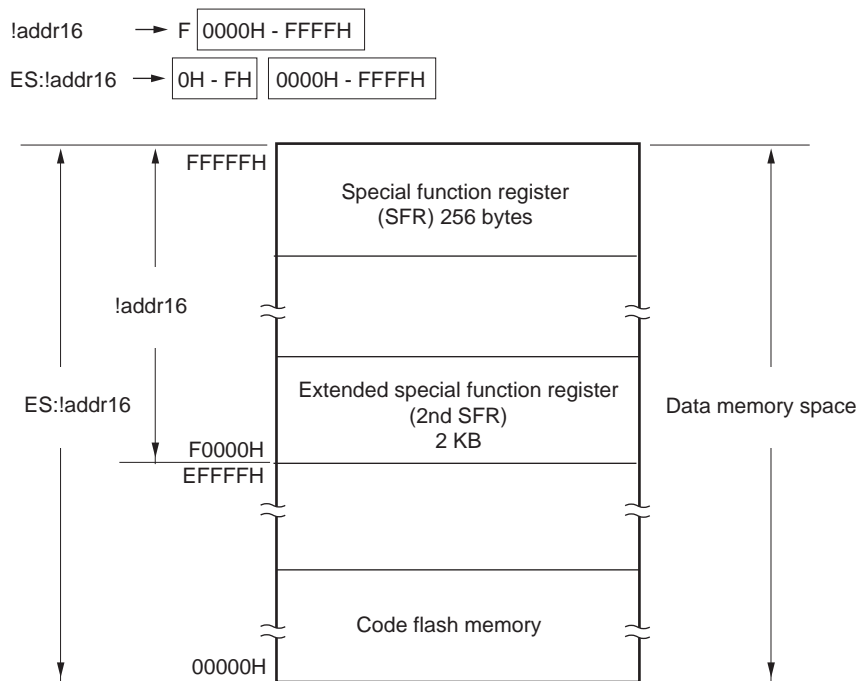 !addr16 → F 0000H - FFFFH
ES:!addr16 → 0H - FH 0000H - FFFFH
FFFFFH
Special function register
(SFR) 256 bytes
!addr16
Extended special function register
(2nd SFR)
2 KB
ES:!addr16
Data memory space
F0000H
EFFFFH
Code flash memory
00000H